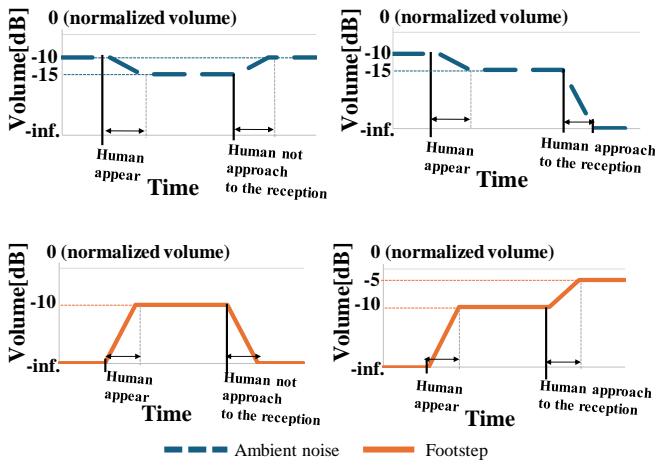 0 (normalized volume)
Volume[dB]
-10
-15
-inf.
Human
appear
Human not
approach
to the reception
Time
0 (normalized volume)
Volume[dB]
-10
-15
-inf.
Human
appear
Human approach
to the reception
Time
0 (normalized volume)
Volume[dB]
-10
-inf.
Human
appear
Human not
approach
to the reception
Time
0 (normalized volume)
Volume[dB]
-5
-10
-inf.
Human
appear
Human approach
to the reception
Time
Ambient noise
Footstep